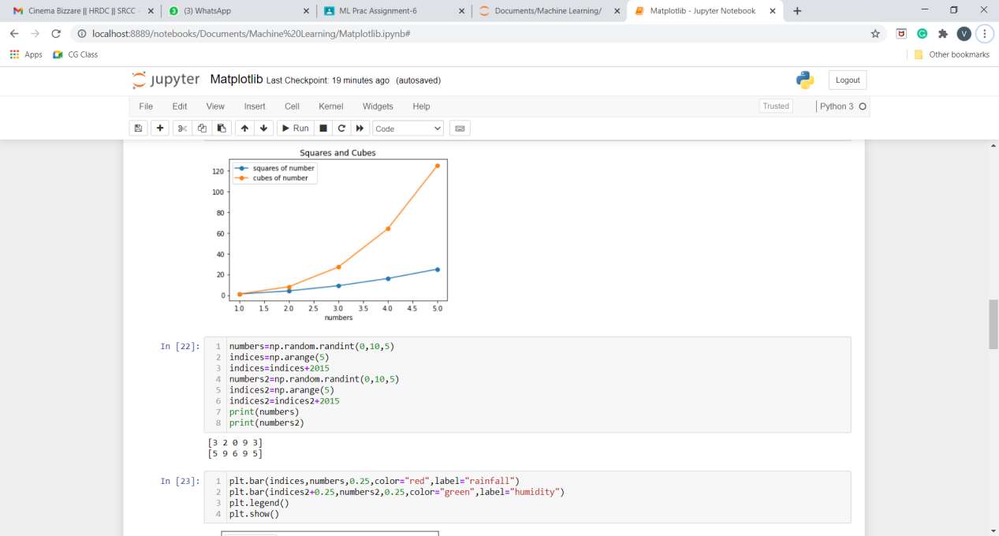 Cinema Bizzare || HRDC || SRCC -
(3) WhatsApp
ML Prac Assignment-6
Documents/Machine Learning/
Matplotlib - Jupyter Notebook
localhost:8889/notebooks/Documents/Machine%20Learning/Matplotlib.ipynb#
V
Apps
CG Class
Other bookmarks
jupyter Matplotlib Last Checkpoint: 19 minutes ago (autosaved)
Logout
File Edit View Insert Cell Kernel Widgets Help
Trusted
Python 3
Run
Code
Squares and Cubes
squares of number
cubes of number
120
100
80
60
40
20
0
1.0 1.5 2.0 2.5 3.0 3.5 4.0 4.5 5.0
numbers
In [22]:
1 numbers=np.random.randint(0,10,5)
2 indices=np.arange(5)
3 indices=indices+2015
4 numbers2=np.random.randint(0,10,5)
5 indices2=np.arange(5)
6 indices2=indices2+2015
7 print(numbers)
8 print(numbers2)
[3 2 0 9 3]
[5 9 6 9 5]
In [23]:
1 plt.bar(indices,numbers,0.25,color="red",label="rainfall")
2 plt.bar(indices2+0.25,numbers2,0.25,color="green",label="humidity")
3 plt.legend()
4 plt.show()